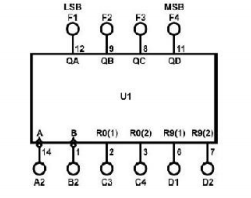 LSB MSB
F1 F2 F3 F4
12 9 8 11
QA QB QC QD
U1
A B R0(1) R0(2) R9(1) R9(2)
14 1 2 3 6 7
A2 B2 C3 C4 D1 D2